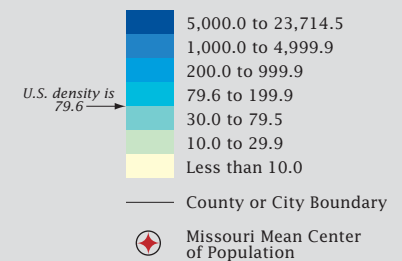 5,000.0 to 23,714.5
1,000.0 to 4,999.9
200.0 to 999.9
U.S. density is
79.6
79.6 to 199.9
30.0 to 79.5
10.0 to 29.9
Less than 10.0
County or City Boundary
Missouri Mean Center
of Population